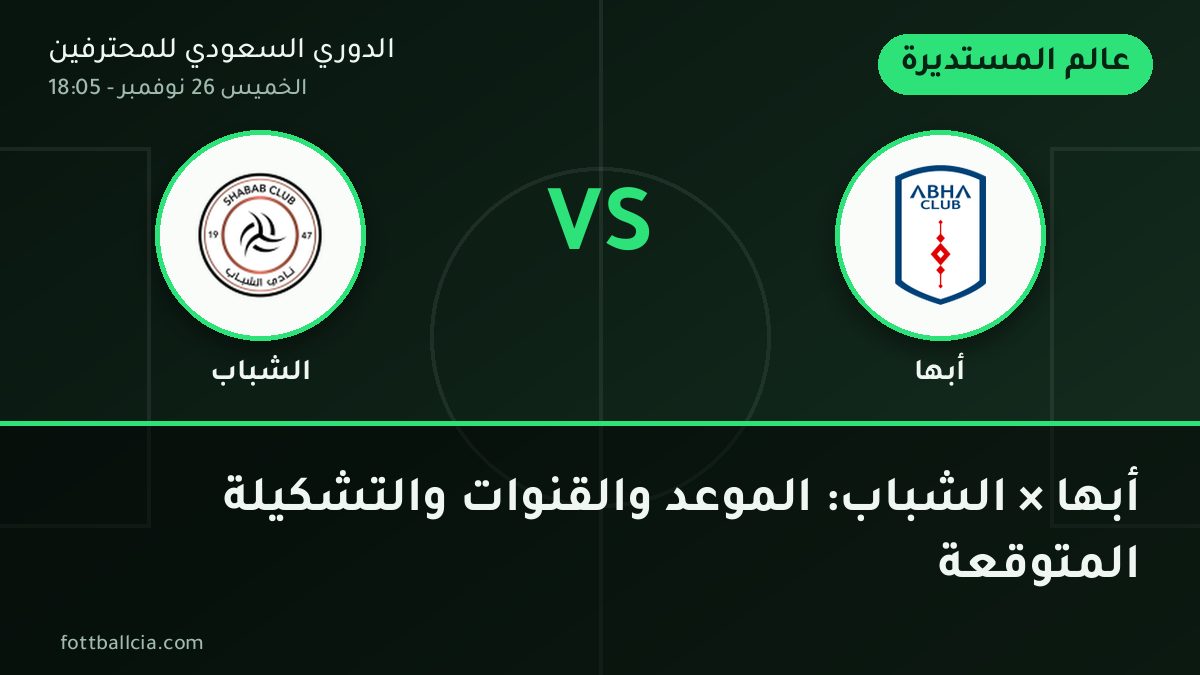 عالم المستديرة
الدوري السعودي للمحترفين
الخميس 26 نوفمبر - 18:05
ABHA
CLUB
VS
SHABAB CLUB
19 47
نادي الشباب
أبها
الشباب
أبها × الشباب: الموعد والقنوات والتشكيلة
المتوقعة
fottballcia.com